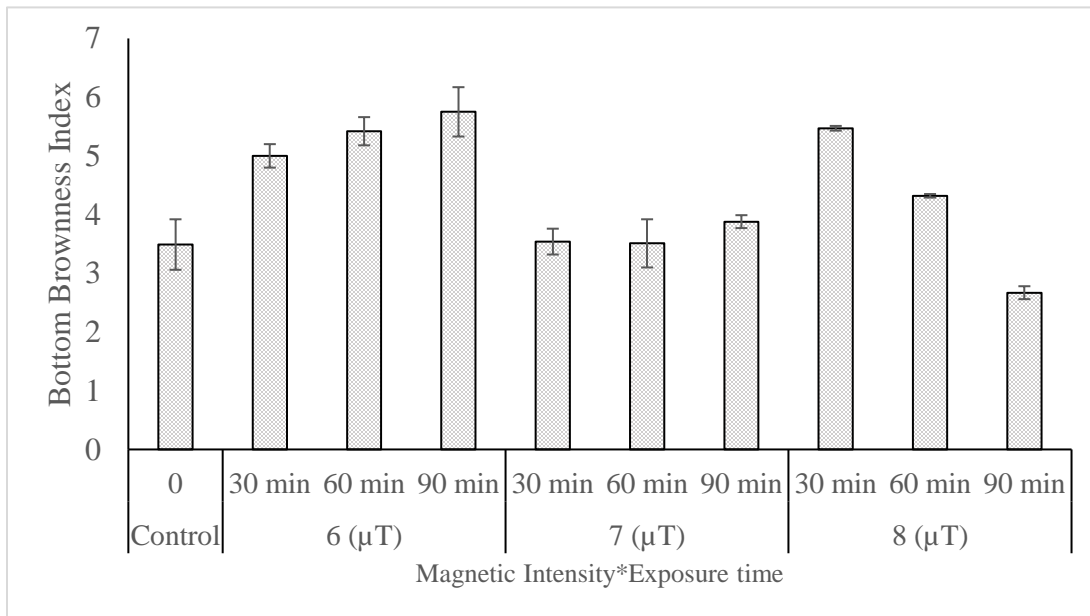 Bottom Brownness Index
7
6
5
4
3
2
1
0
0 30 min 60 min 90 min 30 min 60 min 90 min 30 min 60 min 90 min
Control 6 (µT) 7 (µT) 8 (µT)
Magnetic Intensity*Exposure time